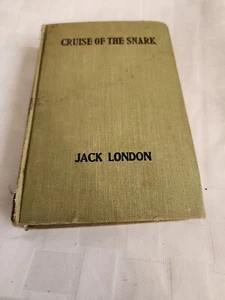 CRUISE OF THE SNARK
JACK LONDON